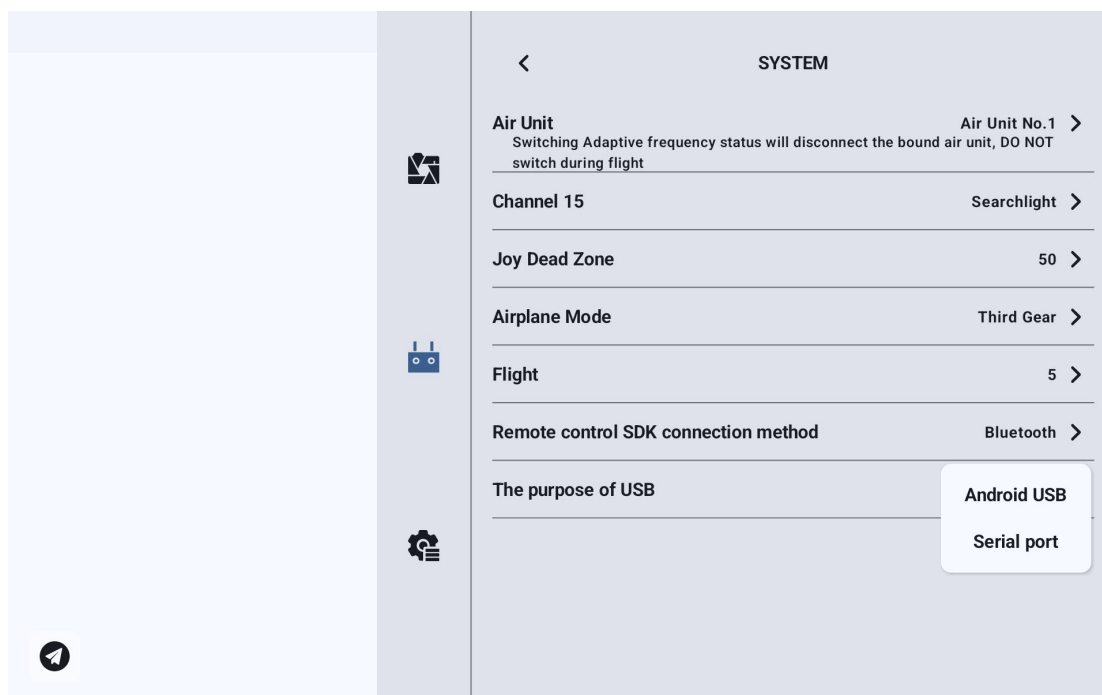 SYSTEM
Air Unit
Air Unit No.1
Switching Adaptive frequency status will disconnect the bound air unit, DO NOT
switch during flight
Channel 15
Searchlight
Joy Dead Zone
50
Airplane Mode
Third Gear
Flight
5
Remote control SDK connection method
Bluetooth
The purpose of USB
Android USB
Serial port